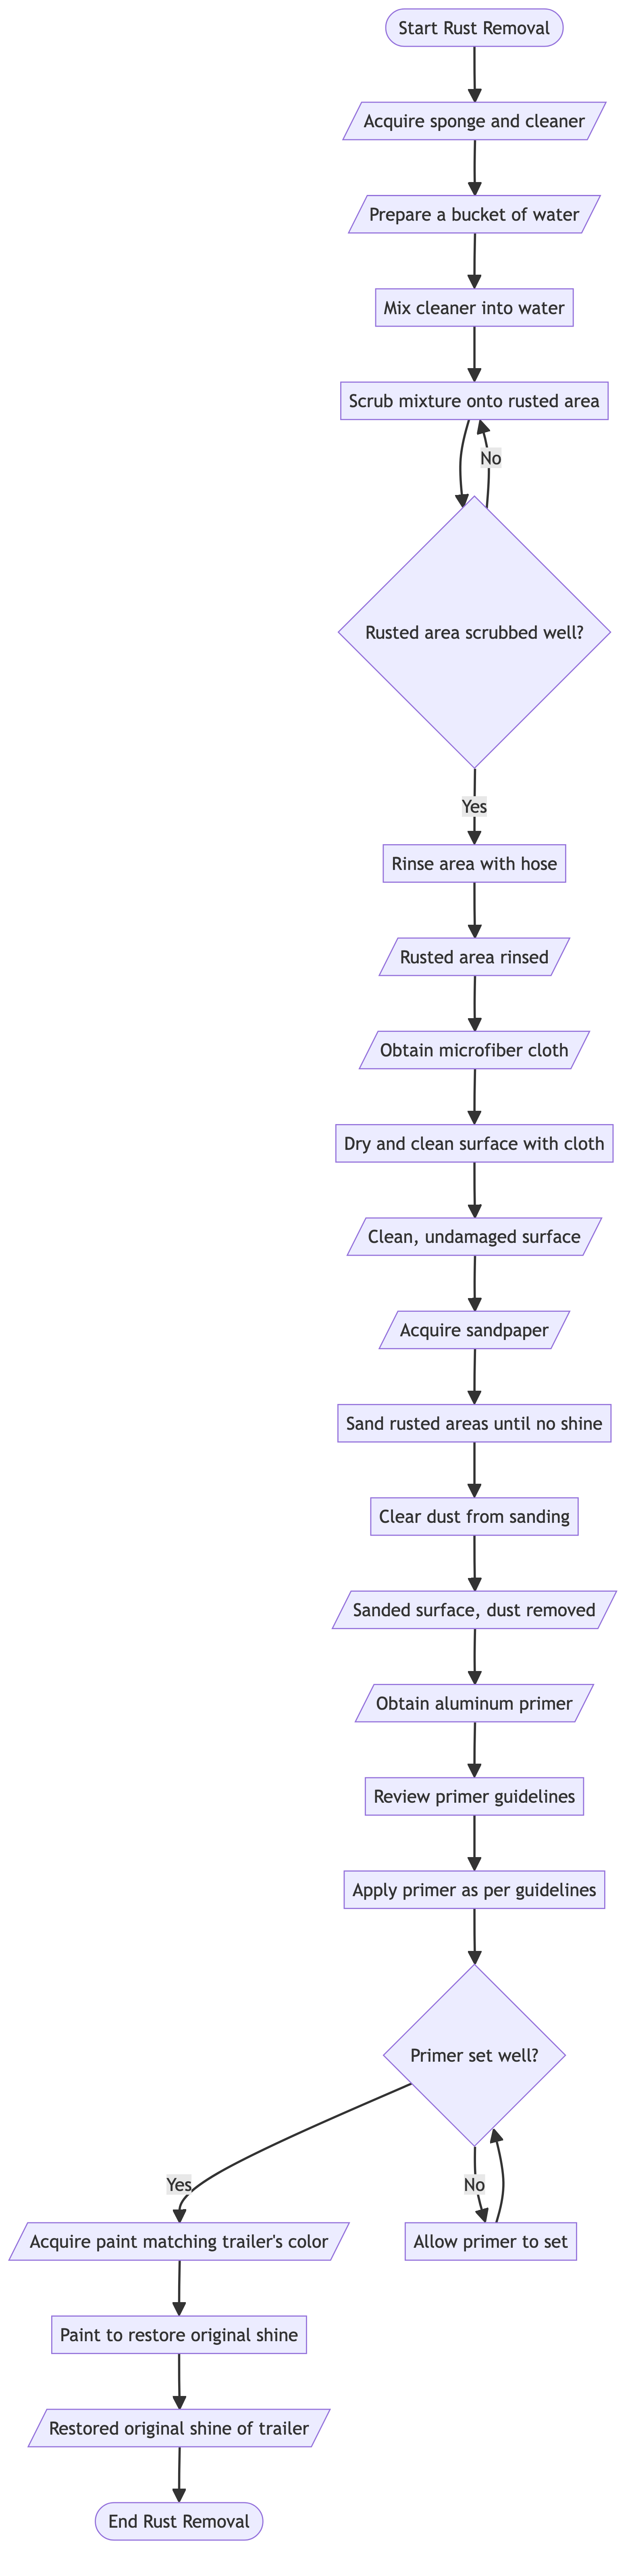 Start Rust Removal
Acquire sponge and cleaner
Prepare a bucket of water
Mix cleaner into water
Scrub mixture onto rusted area
No
Rusted area scrubbed well?
Yes
Rinse area with hose
Rusted area rinsed
Obtain microfiber cloth
Dry and clean surface with cloth
Clean, undamaged surface
Acquire sandpaper
Sand rusted areas until no shine
Clear dust from sanding
Sanded surface, dust removed
Obtain aluminum primer
Review primer guidelines
Apply primer as per guidelines
Primer set well?
Yes
No
Acquire paint matching trailer's color
Allow primer to set
Paint to restore original shine
Restored original shine of trailer
End Rust Removal